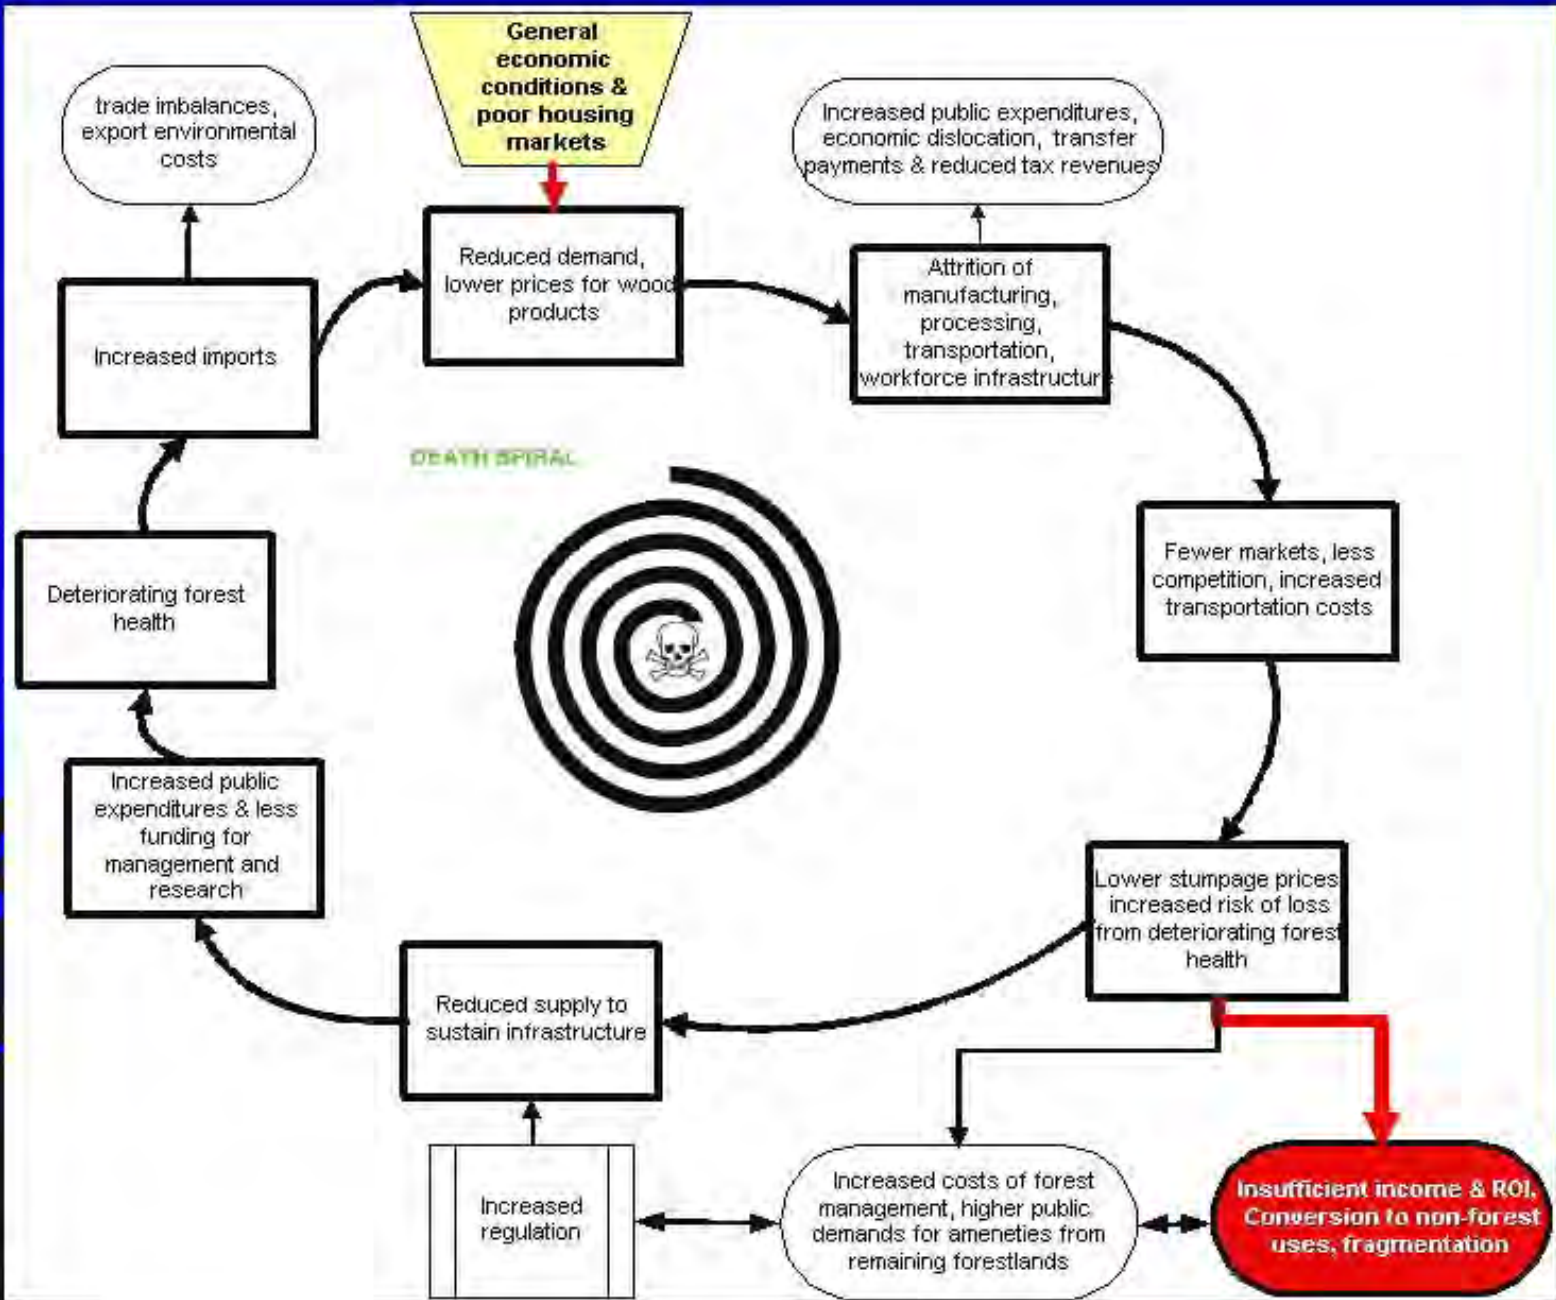 General
economic
conditions &
poor housing
markets
trade imbalances,
export environmental
costs
Increased public expenditures,
economic dislocation, transfer
payments & reduced tax revenues
Reduced demand,
lower prices for wood
products
Attrition of
manufacturing,
processing,
transportation,
workforce infrastructure
Increased imports
DEATH SPIRAL
Fewer markets, less
competition, increased
transportation costs
Deteriorating forest
health
Increased public
expenditures & less
funding for
management and
research
Lower stumpage prices
increased risk of loss
from deteriorating forest
health
Reduced supply to
sustain infrastructure
Increased
regulation
Increased costs of forest
management, higher public
demands for ameneties from
remaining forestlands
Insufficient income & ROI,
Conversion to non-forest
uses, fragmentation